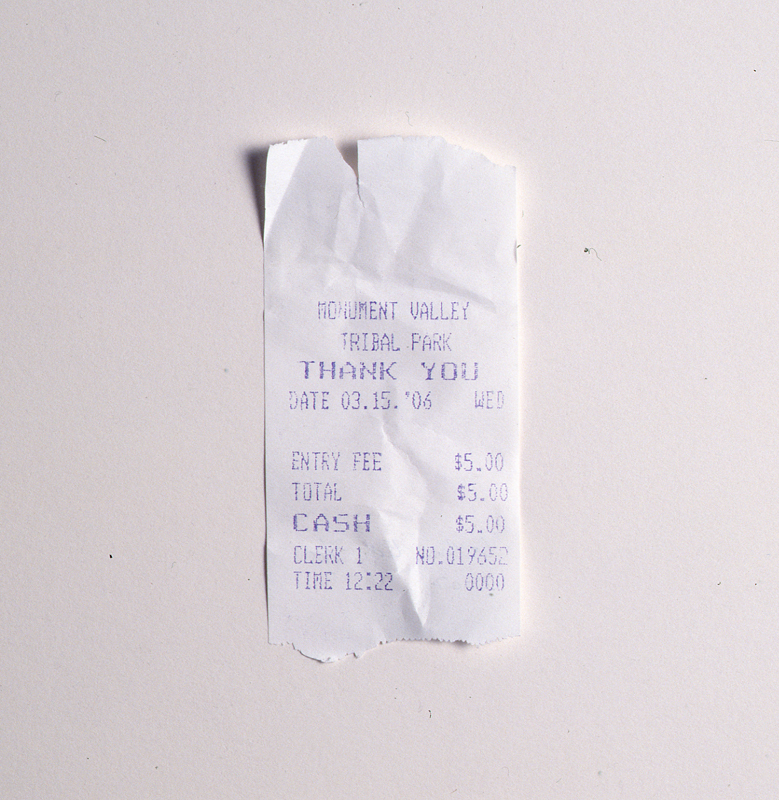 MONUMENT VALLEY
TRIBAL PARK
THANK YOU
DATE 03.15.'06 WED
ENTRY FEE $5.00
TOTAL $5.00
CASH $5.00
CLERK 1 NO.019652
TIME 12:22 0000